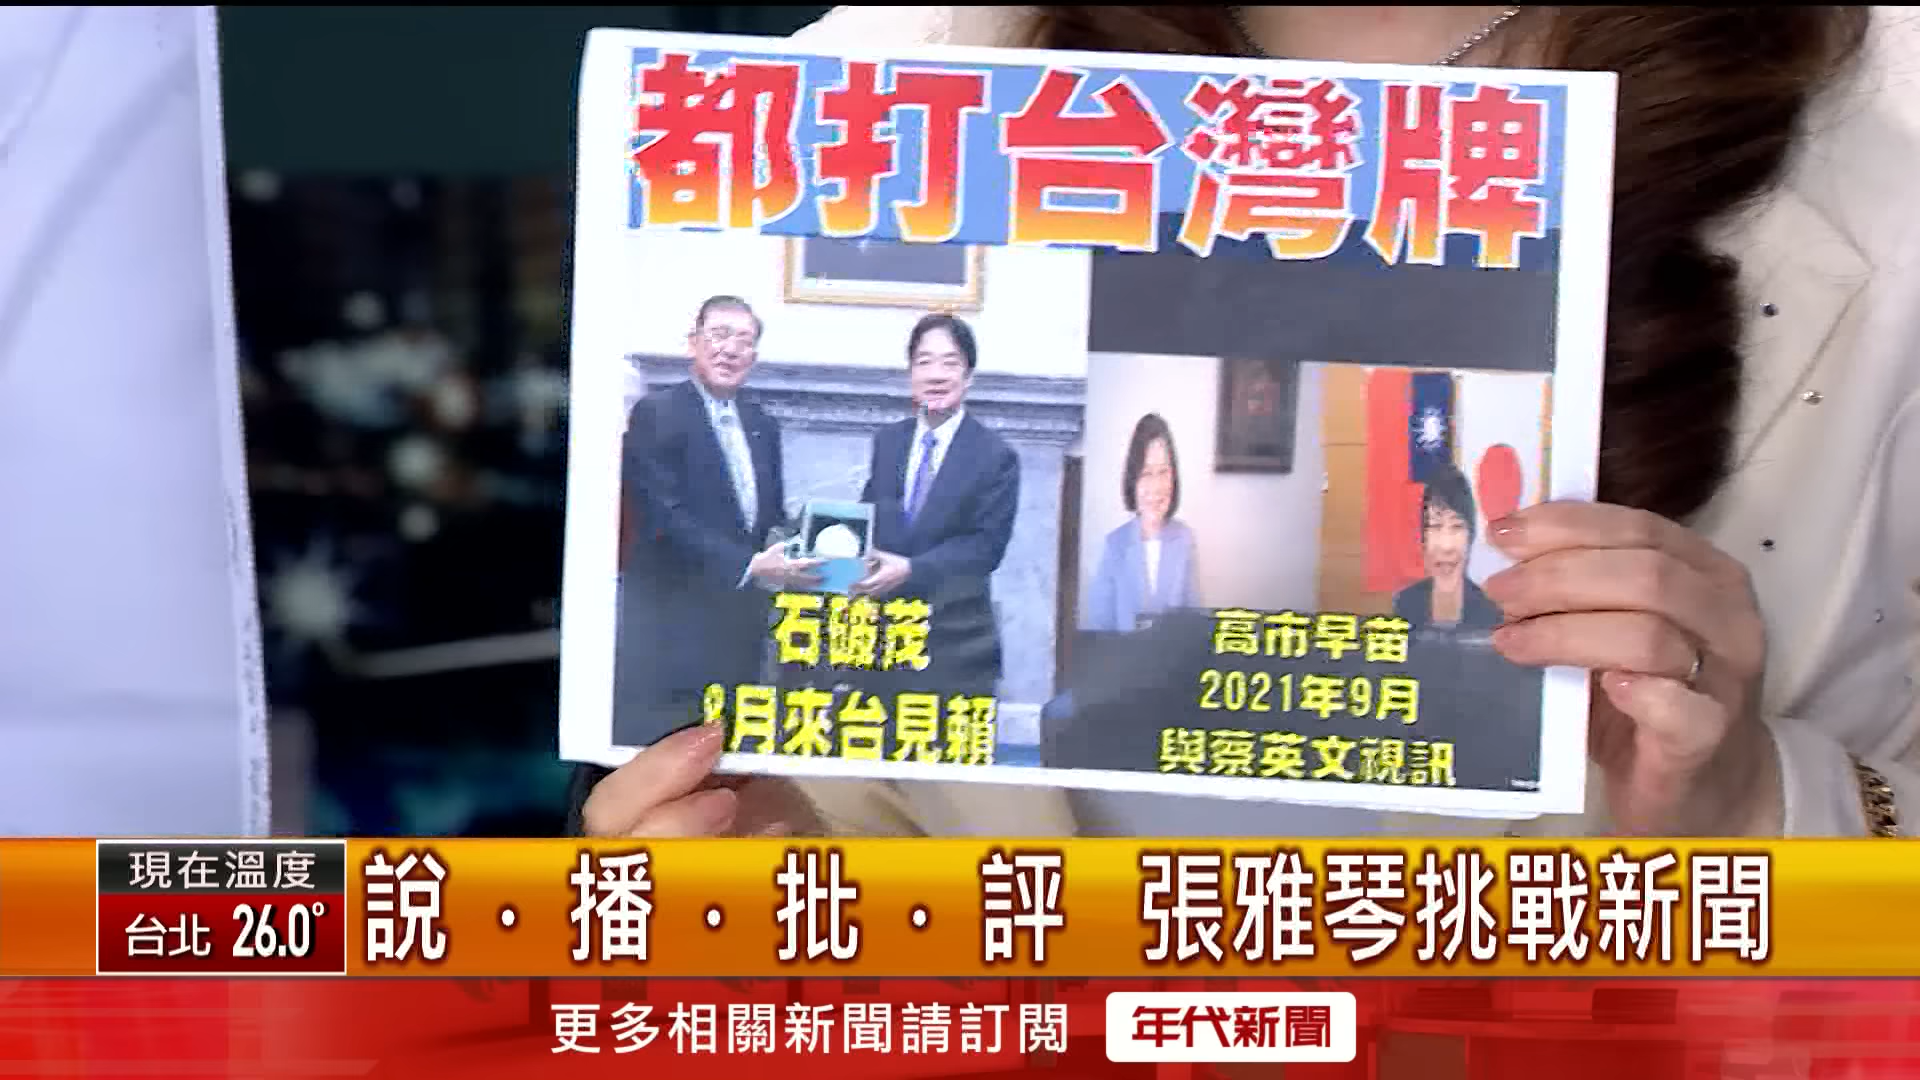 都打台灣牌
石破茂
8月來台見賴
高市早苗
2021年9月
與蔡英文視訊
現在溫度
台北 26.0°
說．播．批．評 張雅琴挑戰新聞
更多相關新聞請訂閱 年代新聞